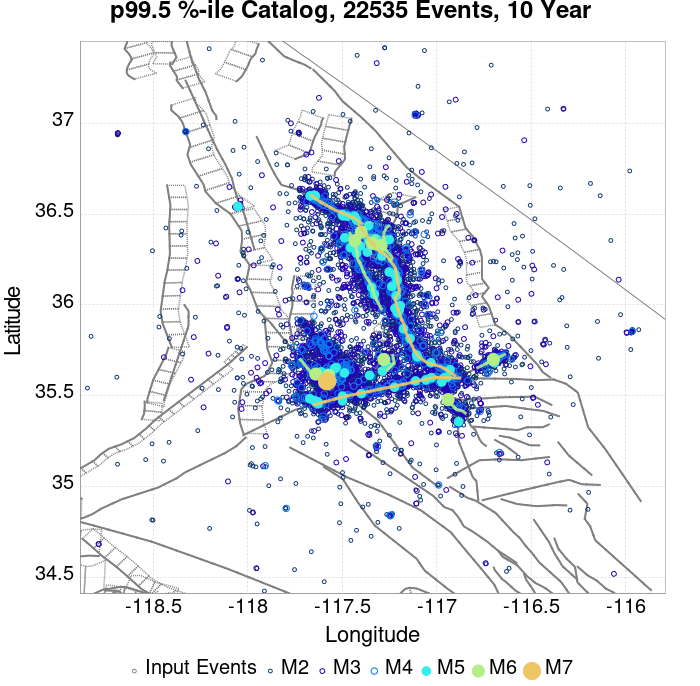 p99.5 %-ile Catalog, 22535 Events, 10 Year
37
36.5
36
35.5
35
34.5
Latitude
-118.5 -118 -117.5 -117 -116.5 -116
Longitude
Input Events M2 M3 M4 M5 M6 M7